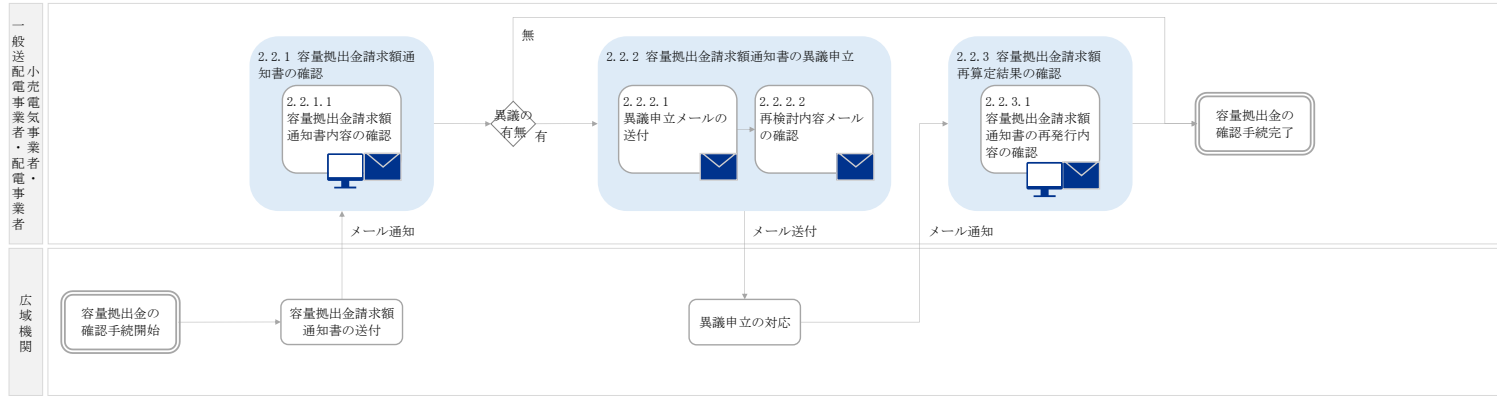 一般送配電事業者・配電事業者
小売電気事業者・
無
2.2.1 容量拠出金請求額通
知書の確認
2.2.1.1
容量拠出金請求額
通知書内容の確認
異議の
有無
有
2.2.2 容量拠出金請求額通知書の異議申立
2.2.2.1
異議申立メールの
送付
2.2.2.2
再検討内容メール
の確認
2.2.3 容量拠出金請求額
再算定結果の確認
2.2.3.1
容量拠出金請求額
通知書の再発行内
容の確認
容量拠出金の
確認手続完了
メール通知
メール送付
メール通知
広域機関
容量拠出金の
確認手続開始
容量拠出金請求額
通知書の送付
異議申立の対応